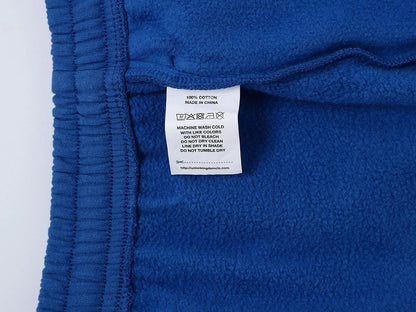 100% COTTON
MADE IN CHINA
MACHINE WASH COLD
WITH LIKE COLORS
DO NOT BLEACH
DO NOT DRY CLEAN
LINE DRY IN SHADE
DO NOT TUMBLE DRY